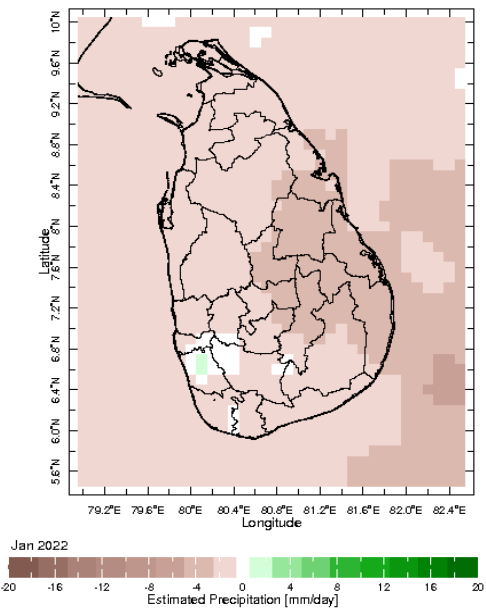 10°N
9.6°N
9.2°N
8.8°N
8.4°N
8°N
7.6°N
7.2°N
6.8°N
6.4°N
6.0°N
5.6°N
Latitude
79.2°E 79.6°E 80°E 80.4°E 80.8°E 81.2°E 81.6°E 82.0°E 82.4°E
Longitude
Jan 2022
-20 -16 -12 -8 -4 0 4 8 12 16 20
Estimated Precipitation [mm/day]